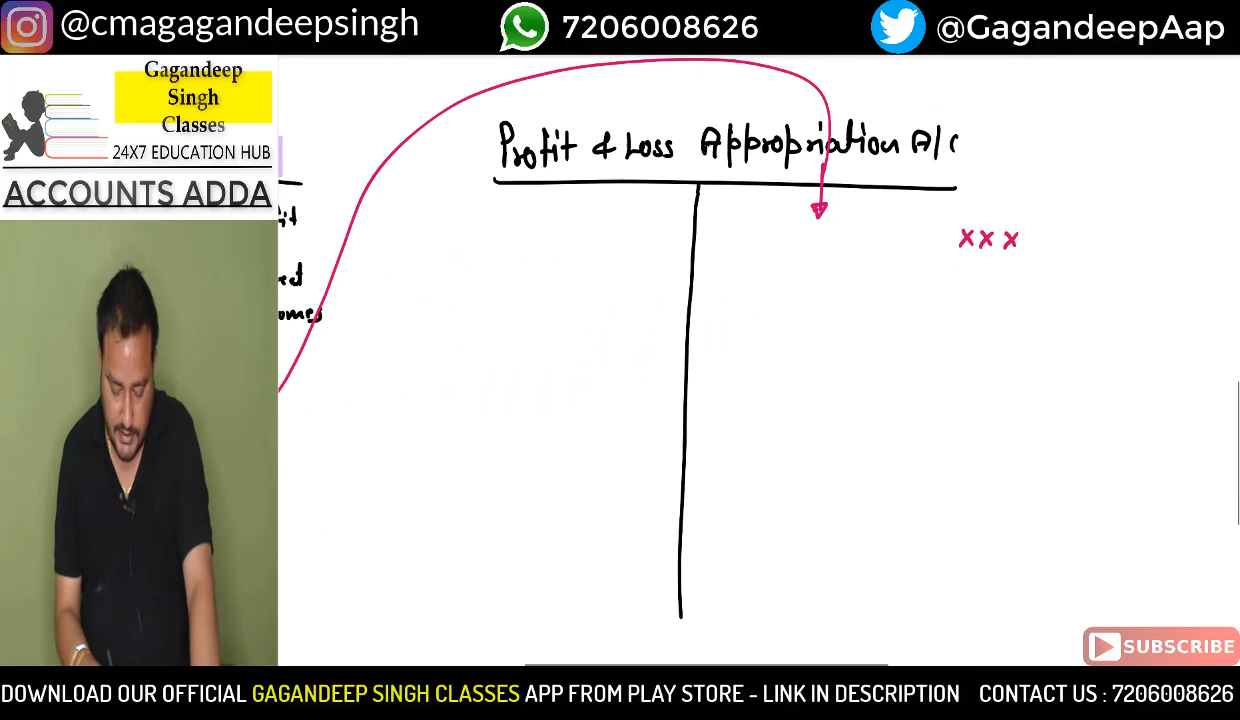 @cmagagandeepsingh
7206008626
@GagandeepAap
Gagandeep
Singh
Classes
24X7 EDUCATION HUB
ACCOUNTS ADDA
Profit & Loss Appropriation A/c
xxx
SUBSCRIBE
DOWNLOAD OUR OFFICIAL GAGANDEEP SINGH CLASSES APP FROM PLAY STORE - LINK IN DESCRIPTION CONTACT US : 7206008626